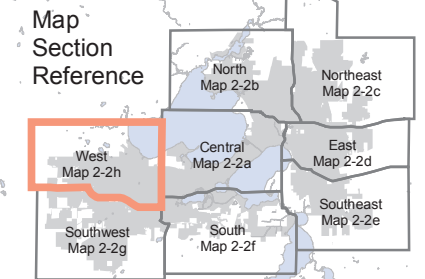 Map
Section
Reference
North
Map 2-2b
Northeast
Map 2-2c
West
Map 2-2h
Central
Map 2-2a
East
Map 2-2d
Southwest
Map 2-2g
South
Map 2-2f
Southeast
Map 2-2e